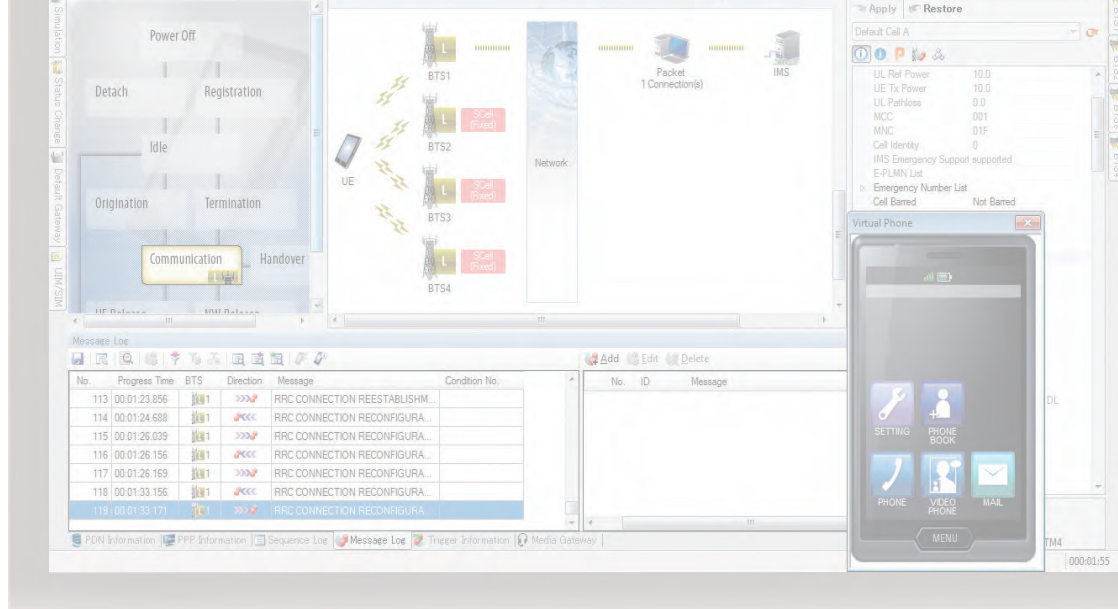 Apply Restore
Default Cell A
Simulation
Status Change
Default Gateway
UIM/SIM
Power Off
Detach
Registration
Idle
Origination
Termination
Communication
Handover
L
UE Release
NW Release
UE
L
BTS1
L
SCell
(Fixed)
BTS2
L
SCell
(Fixed)
BTS3
L
SCell
(Fixed)
BTS4
Network
Packet
1 Connection(s)
IMS
UL Ref Power 10.0
UE Tx Power 10.0
UL Pathloss 0.0
MCC 001
MNC 01F
Cell Identity 0
IMS Emergency Support supported
E-PLMN List
Emergency Number List
Cell Barred Not Barred
Virtual Phone
SETTING
PHONE
BOOK
PHONE
VIDEO
PHONE
MAIL
MENU
DL
TM4
Message Log
Add Edit Delete
No. Progress Time BTS Direction Message Condition No.
113 00:01:23.856 1 >>> RRC CONNECTION REESTABLISHM...
114 00:01:24.688 1 <<< RRC CONNECTION RECONFIGURA...
115 00:01:26.039 1 >>> RRC CONNECTION RECONFIGURA...
116 00:01:26.156 1 <<< RRC CONNECTION RECONFIGURA...
117 00:01:26.169 1 >>> RRC CONNECTION RECONFIGURA...
118 00:01:33.156 1 <<< RRC CONNECTION RECONFIGURA...
119 00:01:33.171 1 >>> RRC CONNECTION RECONFIGURA...
No. ID Message
PDN Information PPP Information Sequence Log Message Log Trigger Information Media Gateway
000:01:55